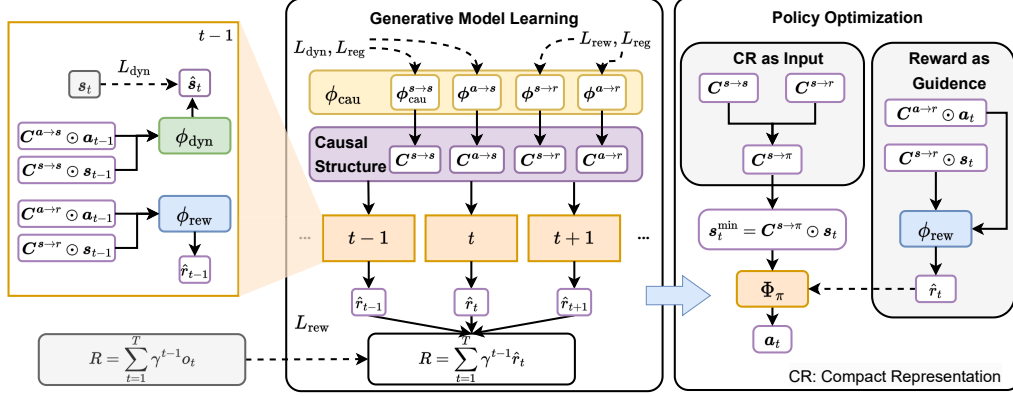 t − 1
L_dyn
s_t
ŝ_t
C^{a→s} ⊙ a_{t−1}
C^{s→s} ⊙ s_{t−1}
ϕ_dyn
C^{a→r} ⊙ a_{t−1}
C^{s→r} ⊙ s_{t−1}
ϕ_rew
r̂_{t−1}
R = ∑_{t=1}^{T} γ^{t−1} o_t
Generative Model Learning
L_dyn, L_reg
L_rew, L_reg
ϕ_cau
ϕ_cau^{s→s}
ϕ^{a→s}
ϕ^{s→r}
ϕ^{a→r}
Causal
Structure
C^{s→s}
C^{a→s}
C^{s→r}
C^{a→r}
...
t − 1
t
t + 1
...
r̂_{t−1}
r̂_t
r̂_{t+1}
L_rew
R = ∑_{t=1}^{T} γ^{t−1} r̂_t
Policy Optimization
CR as Input
C^{s→s}
C^{s→r}
C^{s→π}
s_t^{min} = C^{s→π} ⊙ s_t
Φ_π
a_t
Reward as
Guidence
C^{a→r} ⊙ a_t
C^{s→r} ⊙ s_t
ϕ_rew
r̂_t
CR: Compact Representation